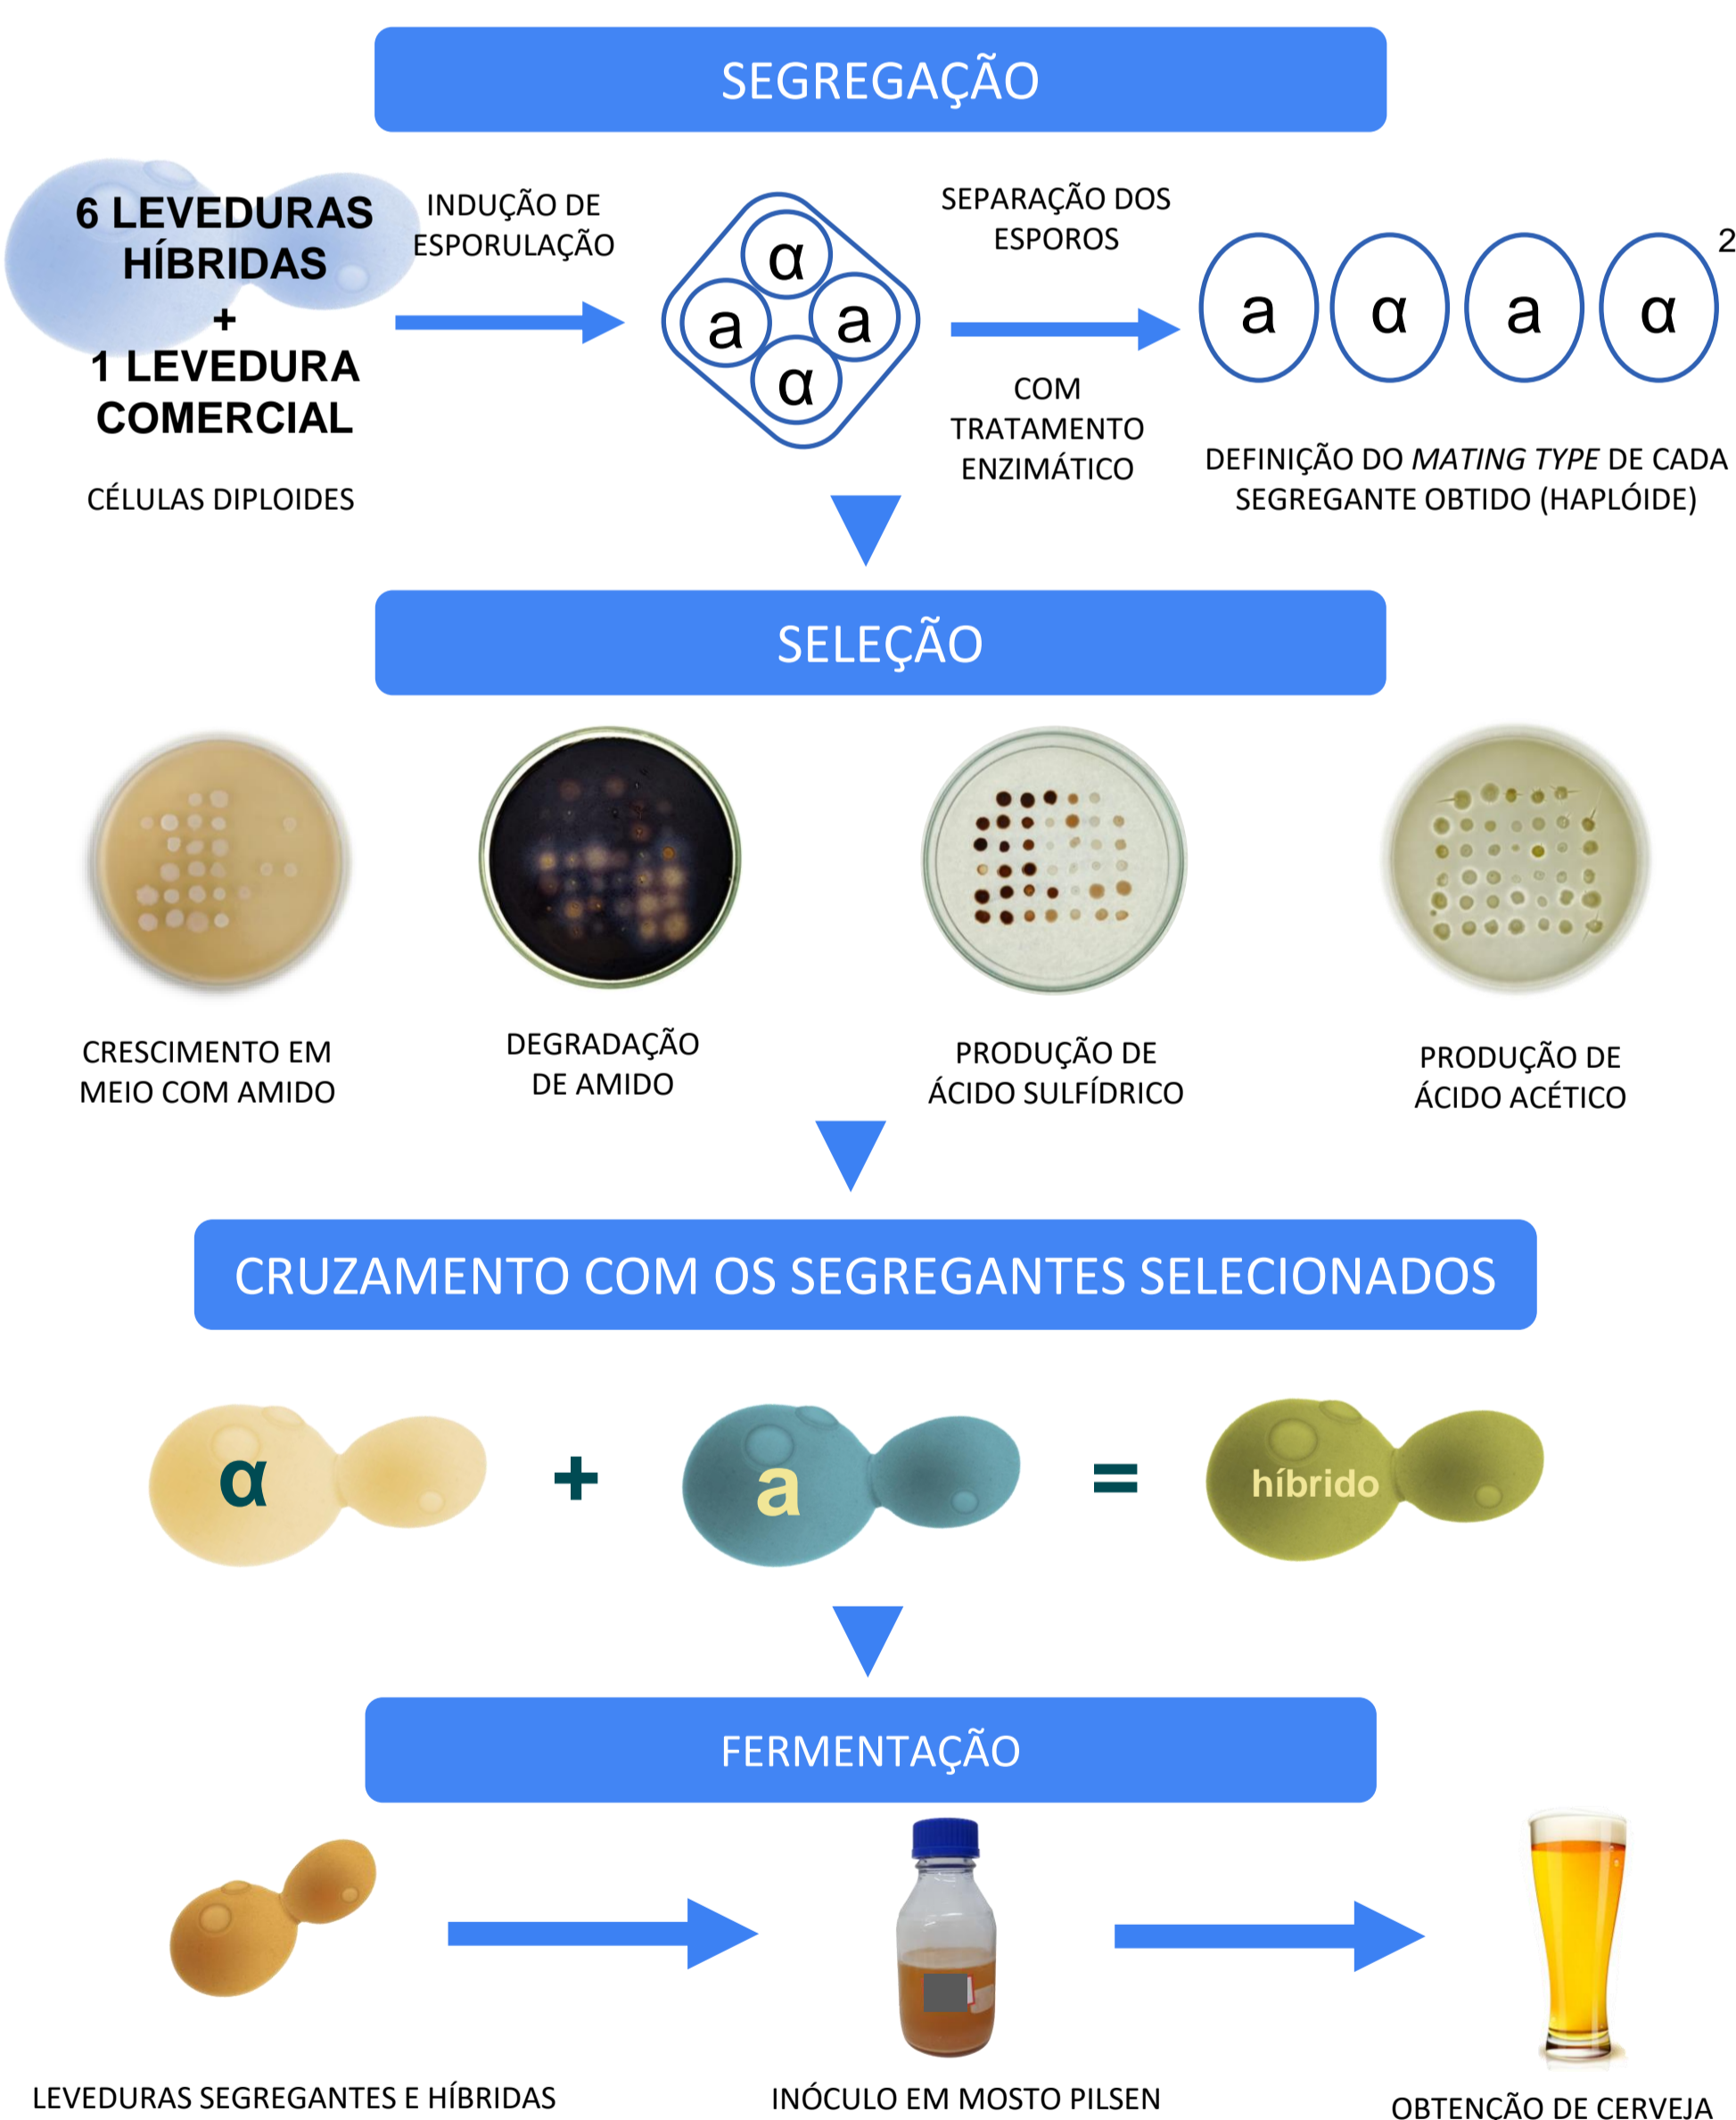 SEGREGAÇÃO
6 LEVEDURAS
HÍBRIDAS
+
1 LEVEDURA
COMERCIAL
CÉLULAS DIPLOIDES
INDUÇÃO DE
ESPORULAÇÃO
α
a
a
α
SEPARAÇÃO DOS
ESPOROS
COM
TRATAMENTO
ENZIMÁTICO
a α a α
2
DEFINIÇÃO DO MATING TYPE DE CADA
SEGREGANTE OBTIDO (HAPLÓIDE)
SELEÇÃO
CRESCIMENTO EM
MEIO COM AMIDO
DEGRADAÇÃO
DE AMIDO
PRODUÇÃO DE
ÁCIDO SULFÍDRICO
PRODUÇÃO DE
ÁCIDO ACÉTICO
CRUZAMENTO COM OS SEGREGANTES SELECIONADOS
α + a = híbrido
FERMENTAÇÃO
LEVEDURAS SEGREGANTES E HÍBRIDAS
INÓCULO EM MOSTO PILSEN
OBTENCÃO DE CERVEJA